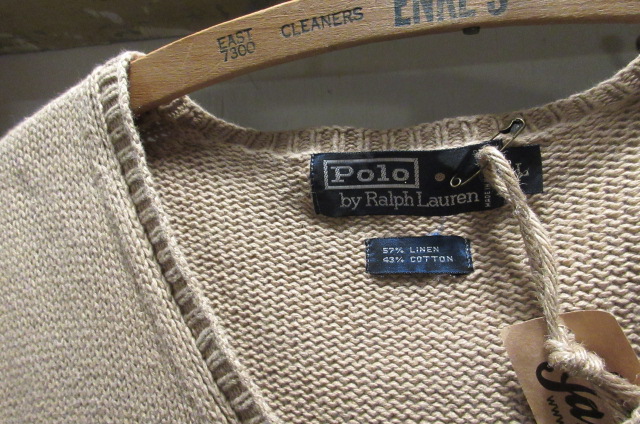 EAST CLEANERS
7300
Polo
by Ralph Lauren
L
57% LINEN
43% COTTON